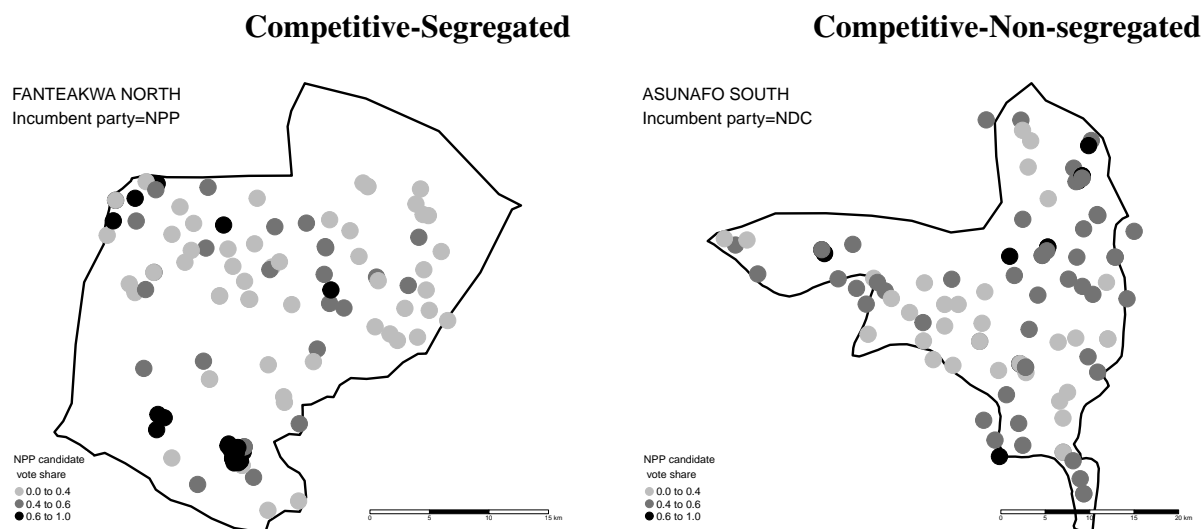 Competitive-Segregated
FANTEAKWA NORTH
Incumbent party=NPP
NPP candidate
vote share
0.0 to 0.4
0.4 to 0.6
0.6 to 1.0
0 5 10 15 km
Competitive-Non-segregated
ASUNAFO SOUTH
Incumbent party=NDC
NPP candidate
vote share
0.0 to 0.4
0.4 to 0.6
0.6 to 1.0
0 5 10 15 20 km